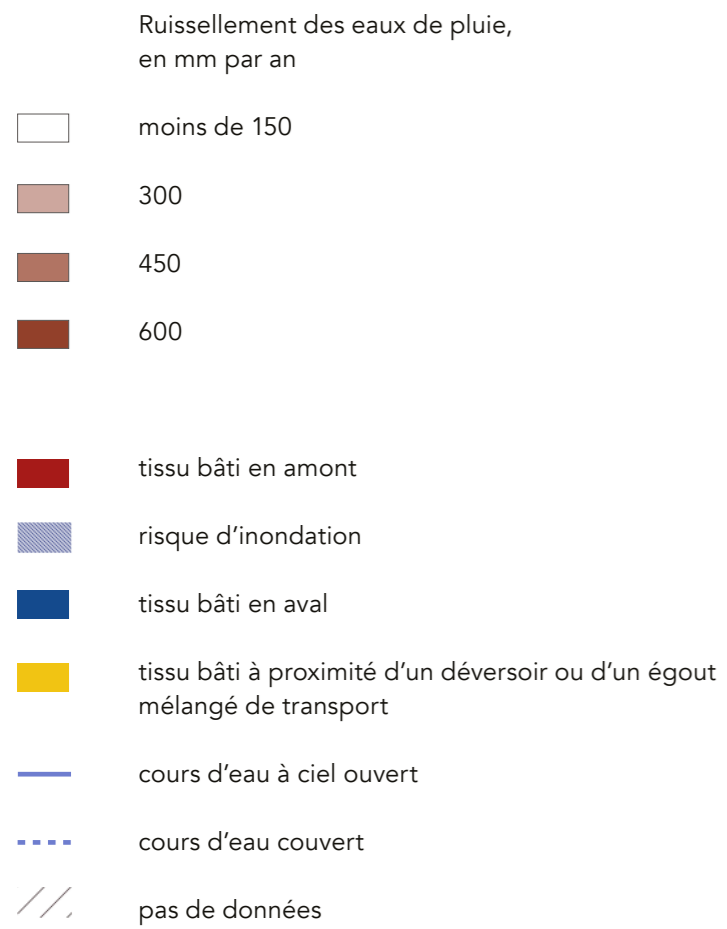 Ruissellement des eaux de pluie,
en mm par an
moins de 150
300
450
600
tissu bâti en amont
risque d’inondation
tissu bâti en aval
tissu bâti à proximité d’un déversoir ou d’un égout
mélangé de transport
cours d’eau à ciel ouvert
cours d’eau couvert
pas de données